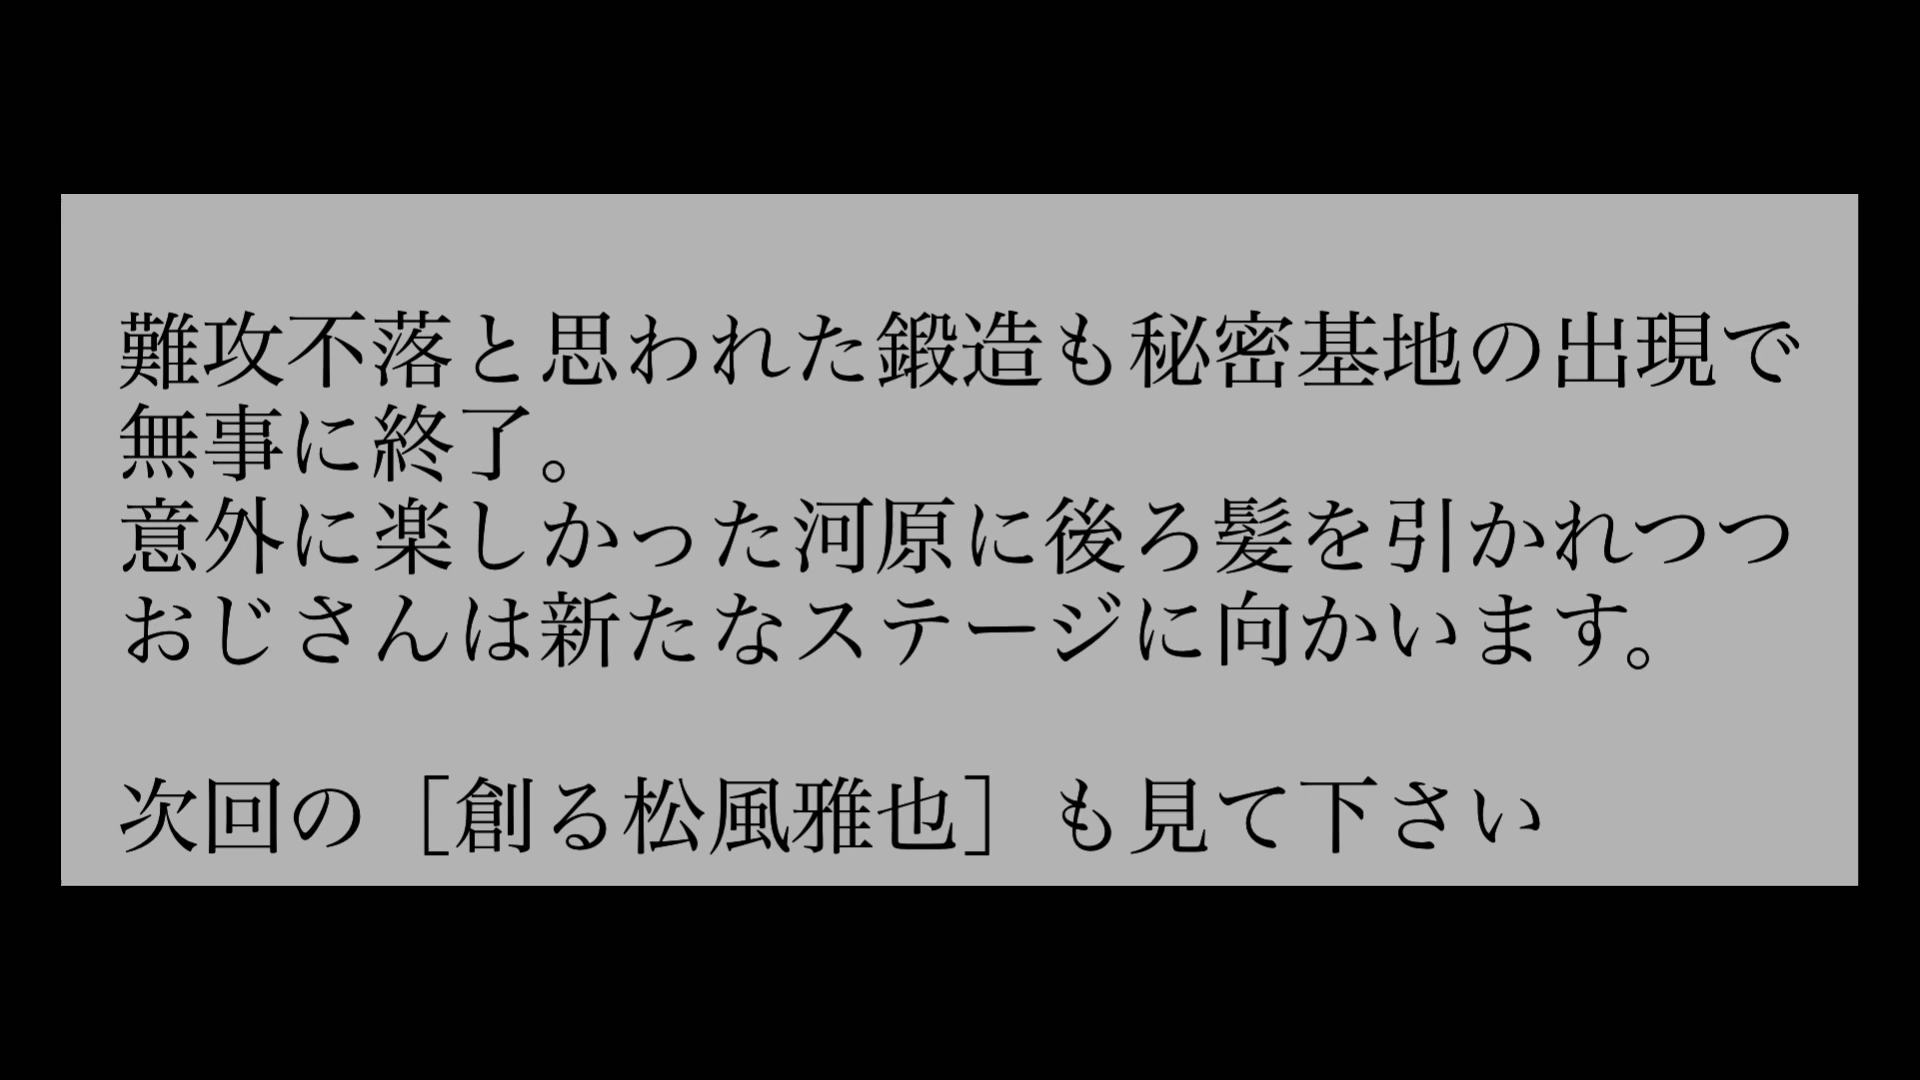 難攻不落と思われた鍛造も秘密基地の出現で
無事に終了。
意外に楽しかった河原に後ろ髪を引かれつつ
おじさんは新たなステージに向かいます。
次回の［創る松風雅也］も見て下さい